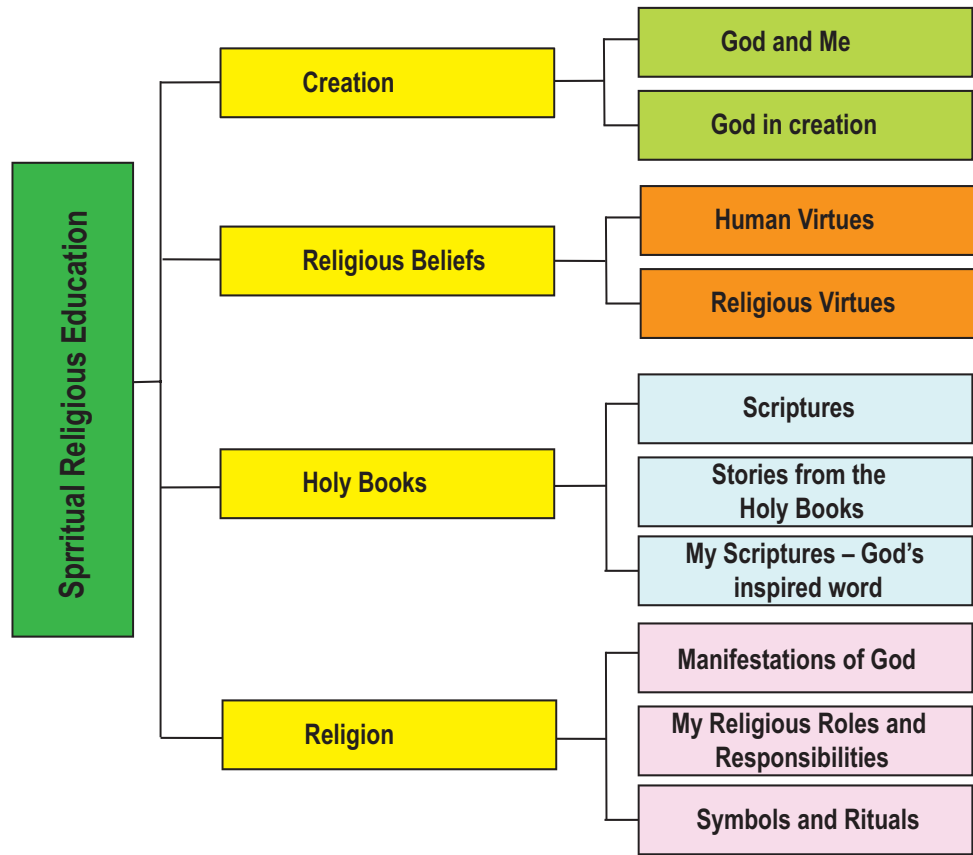 Sprritual Religious Education
Creation
God and Me
God in creation
Religious Beliefs
Human Virtues
Religious Virtues
Holy Books
Scriptures
Stories from the
Holy Books
My Scriptures – God's
inspired word
Religion
Manifestations of God
My Religious Roles and
Responsibilities
Symbols and Rituals